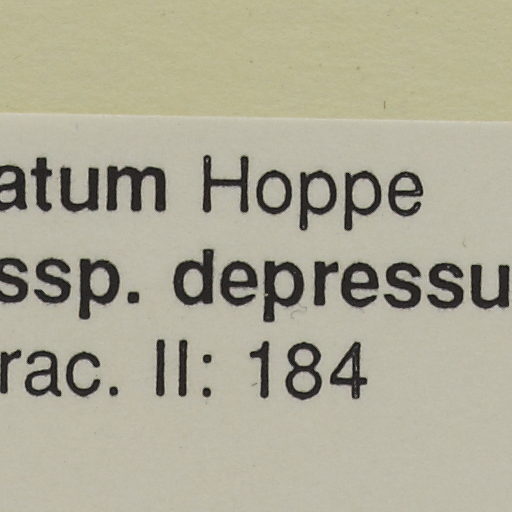 atum Hoppe
ssp. depressu
rac. II: 184